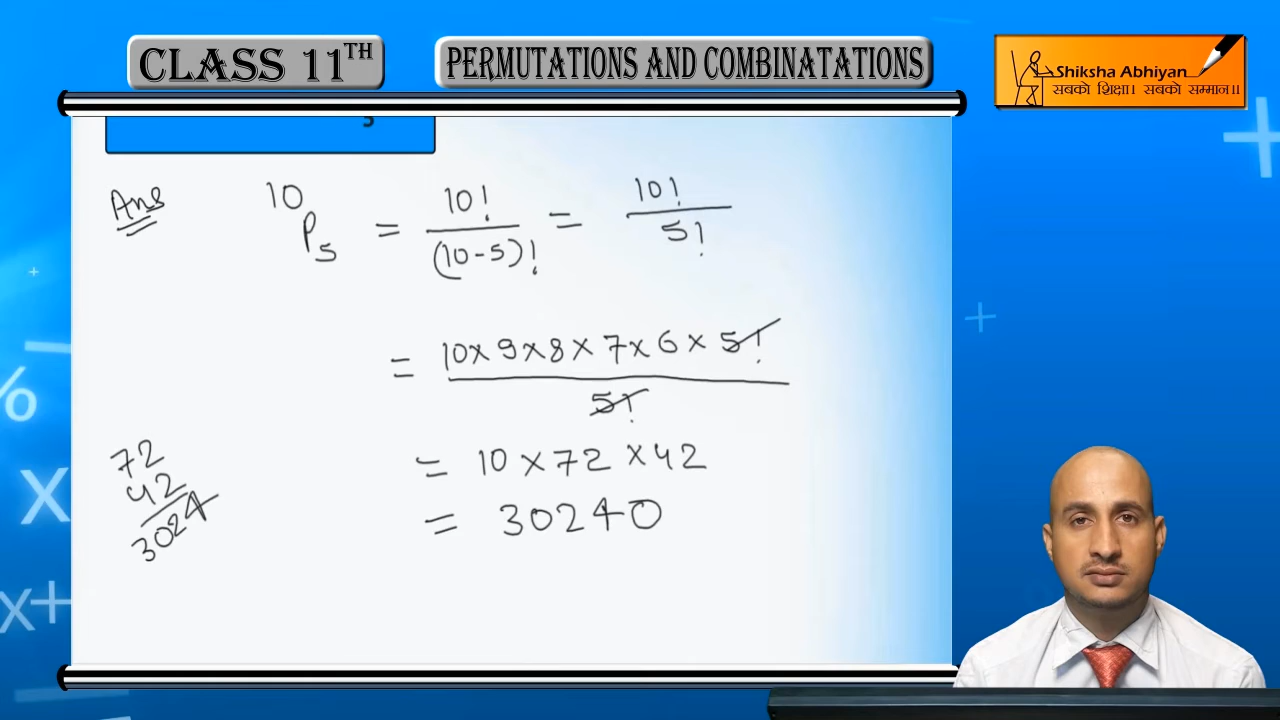 CLASS 11TH
PERMUTATIONS AND COMBINATATIONS
Shiksha Abhiyan
सबको शिक्षा। सबको सम्मान॥
5
Ans 10P5 = 10!/(10-5)! = 10!/5!
= 10×9×8×7×6×5!/5!
= 10×72×42
= 30240
72
42
3024